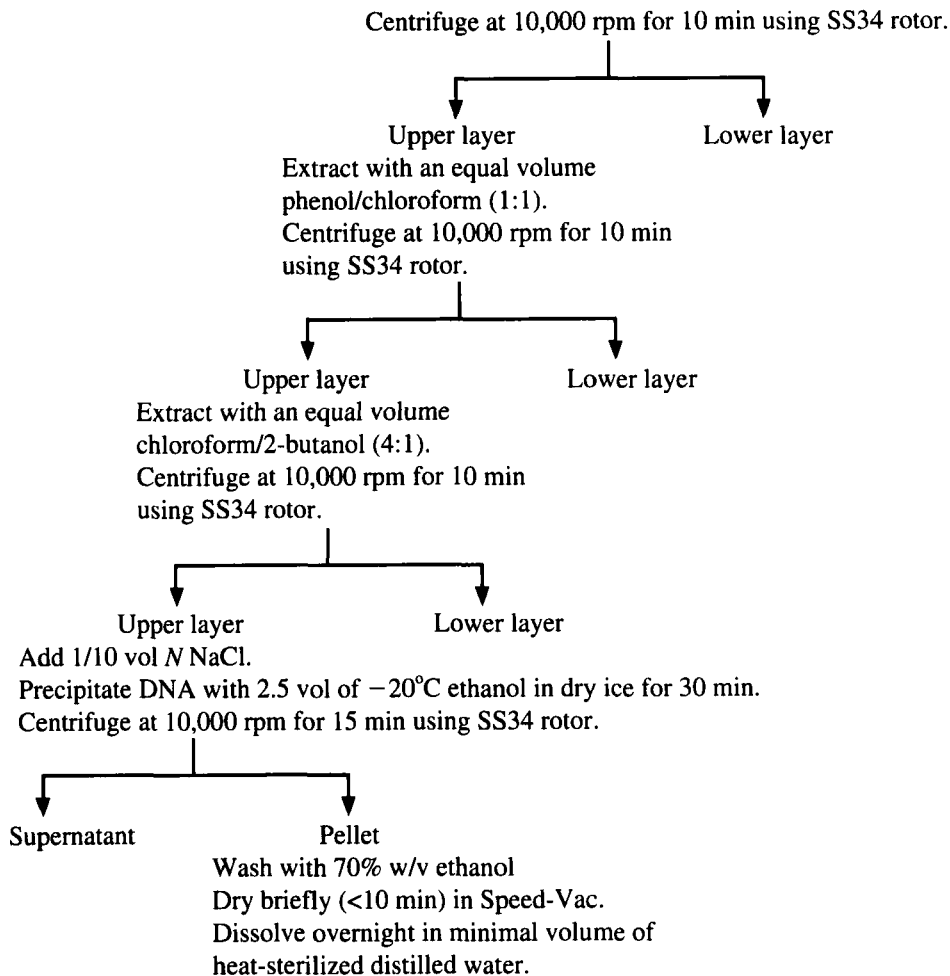 Centrifuge at 10,000 rpm for 10 min using SS34 rotor.
Upper layer
Lower layer
Extract with an equal volume
phenol/chloroform (1:1).
Centrifuge at 10,000 rpm for 10 min
using SS34 rotor.
Upper layer
Lower layer
Extract with an equal volume
chloroform/2-butanol (4:1).
Centrifuge at 10,000 rpm for 10 min
using SS34 rotor.
Upper layer
Lower layer
Add 1/10 vol N NaCl.
Precipitate DNA with 2.5 vol of −20°C ethanol in dry ice for 30 min.
Centrifuge at 10,000 rpm for 15 min using SS34 rotor.
Supernatant
Pellet
Wash with 70% w/v ethanol
Dry briefly (<10 min) in Speed-Vac.
Dissolve overnight in minimal volume of
heat-sterilized distilled water.